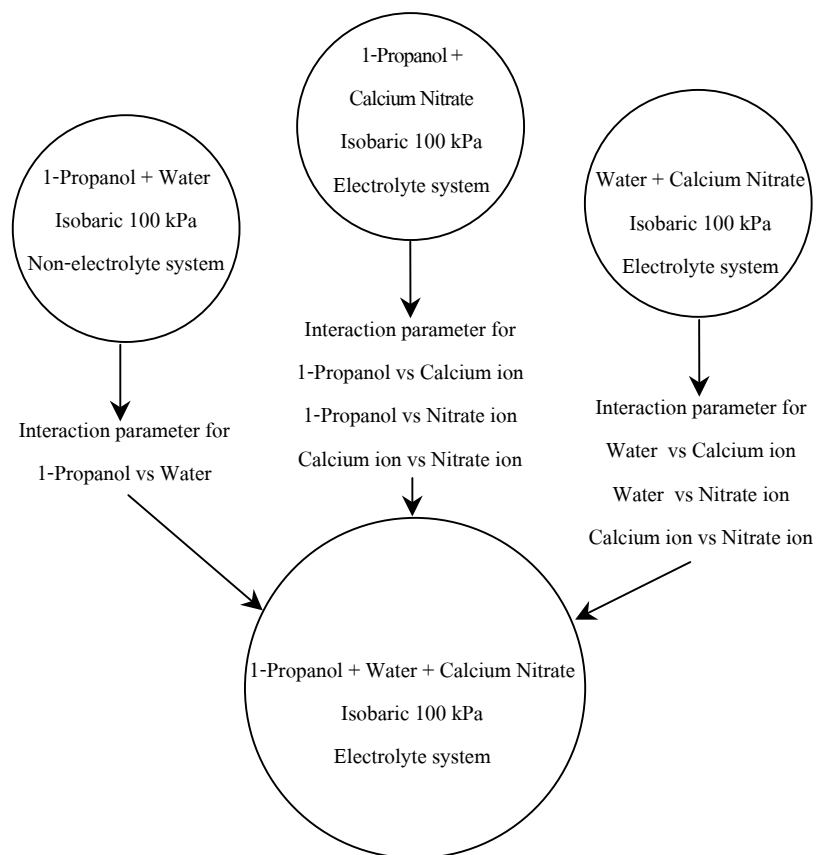 1-Propanol + Water
Isobaric 100 kPa
Non-electrolyte system
1-Propanol +
Calcium Nitrate
Isobaric 100 kPa
Electrolyte system
Water + Calcium Nitrate
Isobaric 100 kPa
Electrolyte system
Interaction parameter for
1-Propanol vs Water
Interaction parameter for
1-Propanol vs Calcium ion
1-Propanol vs Nitrate ion
Calcium ion vs Nitrate ion
Interaction parameter for
Water vs Calcium ion
Water vs Nitrate ion
Calcium ion vs Nitrate ion
1-Propanol + Water + Calcium Nitrate
Isobaric 100 kPa
Electrolyte system